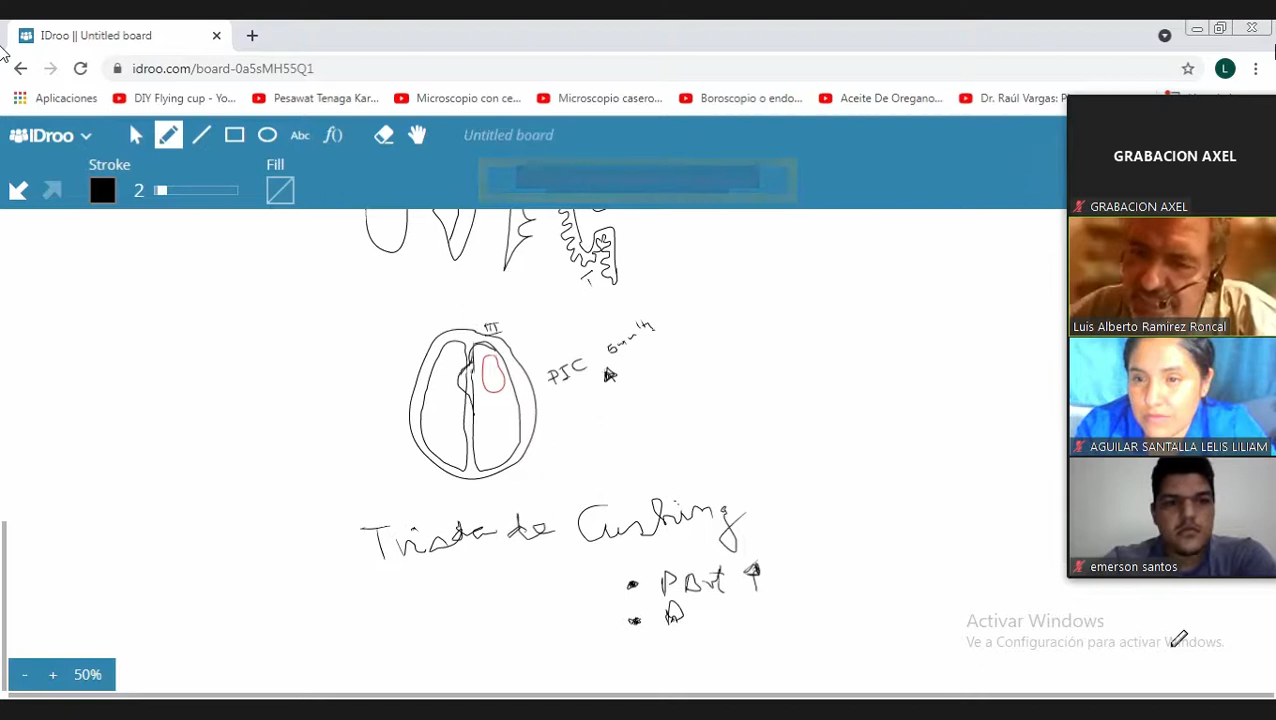 IDroo || Untitled board
idroo.com/board-0a5sMH55Q1
Aplicaciones
DIY Flying cup - Yo...
Pesawat Tenaga Kar...
Microscopio con ce...
Microscopio casero...
Boroscopio o endo...
Aceite De Oregano...
Dr. Raúl Vargas:
L
IDroo
Abc
f()
Untitled board
Stroke
Fill
2
GRABACION AXEL
GRABACION AXEL
Luis Alberto Ramirez Roncal
AGUILAR SANTALLA LELIS LILIAM
emerson santos
III
PIC
Triada de Cushing
• P Art ↑
•
Activar Windows
Ve a Configuración para activar Windows.
- + 50%